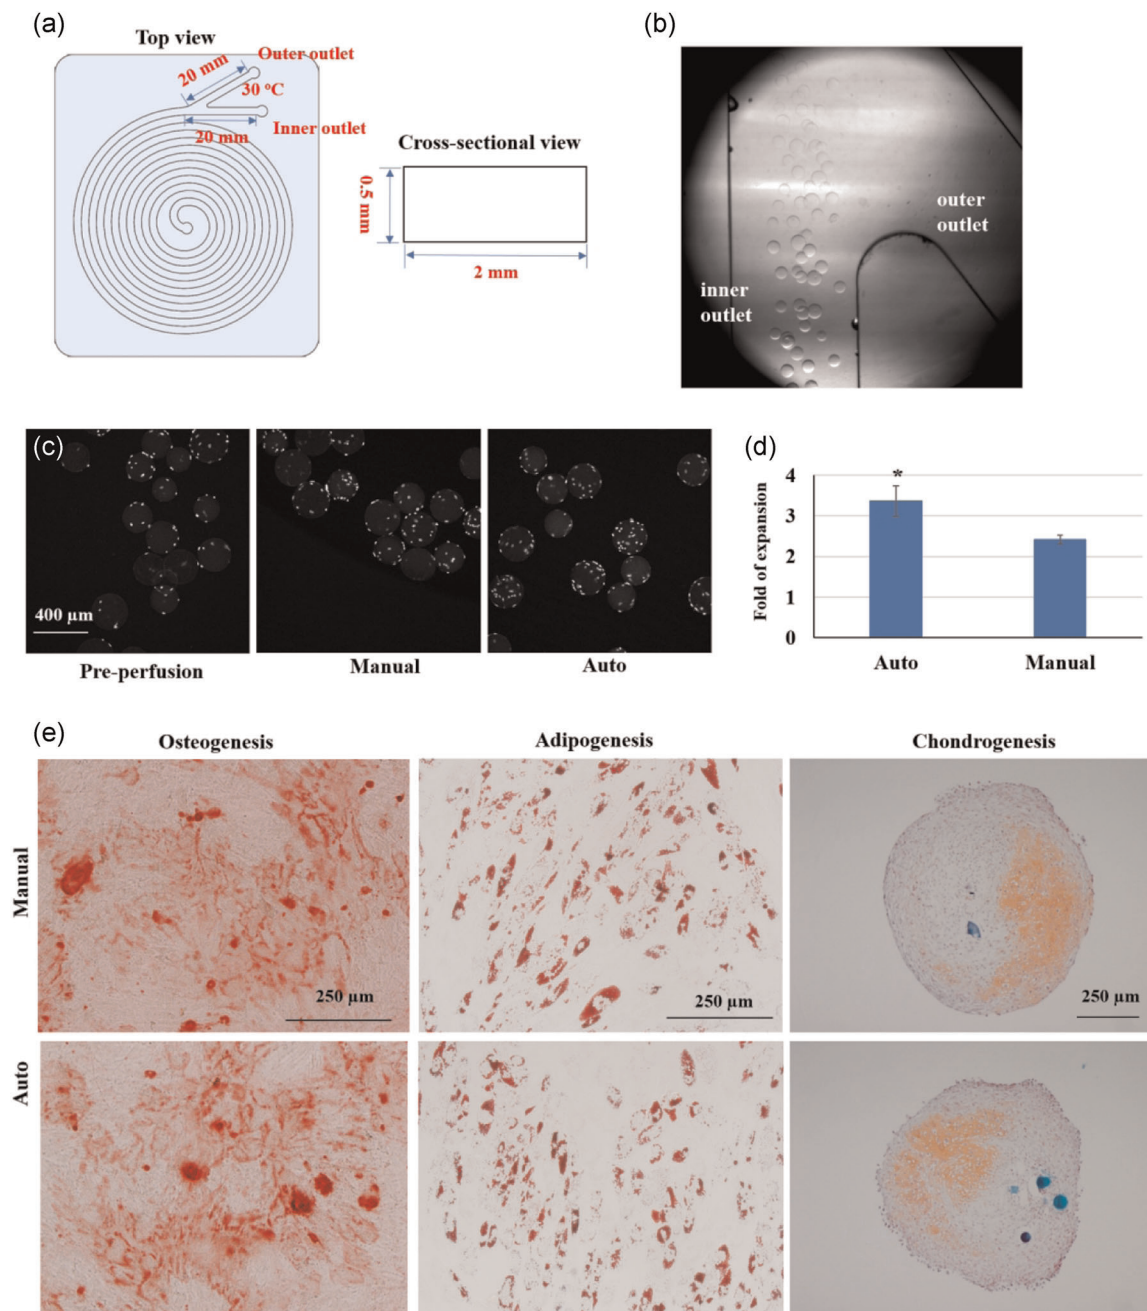 (a)
Top view
20 mm
Outer outlet
30 °C
20 mm
Inner outlet
Cross-sectional view
0.5 mm
2 mm
(b)
outer
outlet
inner
outlet
(c)
400 µm
Pre-perfusion
Manual
Auto
(d)
Fold of expansion
4
3
2
1
0
*
Auto
Manual
(e)
Osteogenesis
Adipogenesis
Chondrogenesis
Manual
250 µm
250 µm
250 µm
Auto